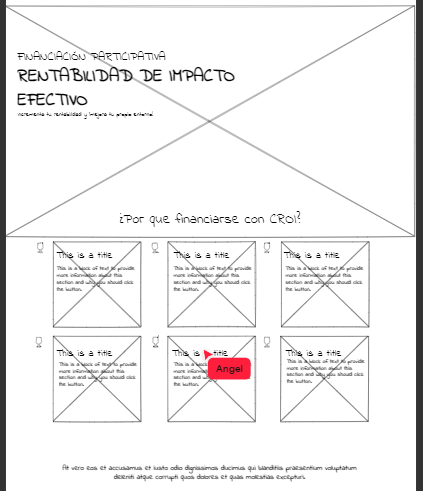 FINANCIACIÓN PARTICIPATIVA
RENTABILIDAD DE IMPACTO
EFECTIVO
Incrementa tu rentabilidad y ¡mejora tu propio entorno!
¿Por que financiarse con CROI?
This is a title
This is a block of text to provide
more information about this
section and why you should click
the button.
This is a title
This is a block of text to provide
more information about this
section and why you should click
the button.
This is a title
This is a block of text to provide
more information about this
section and why you should click
the button.
This is a title
This is a block of text to provide
more information about this
section and why you should click
the button.
This is title
This is a block of text to provide
more information
section and why you should click
the button.
This is a title
This is a block of text to provide
more information about this
section and why you should click
the button.
Angel
At vero eos et accusamus et iusto odio dignissimos ducimus qui blanditiis praesentium voluptatum
deleniti atque corrupti quos dolores et quas molestias excepturi.